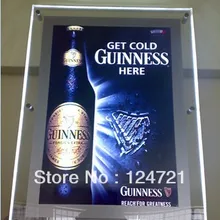 GET COLD
GUINNESS
HERE
GUINNESS
GUINNESS
REACH FOR GREATNESS
Store No: 124721